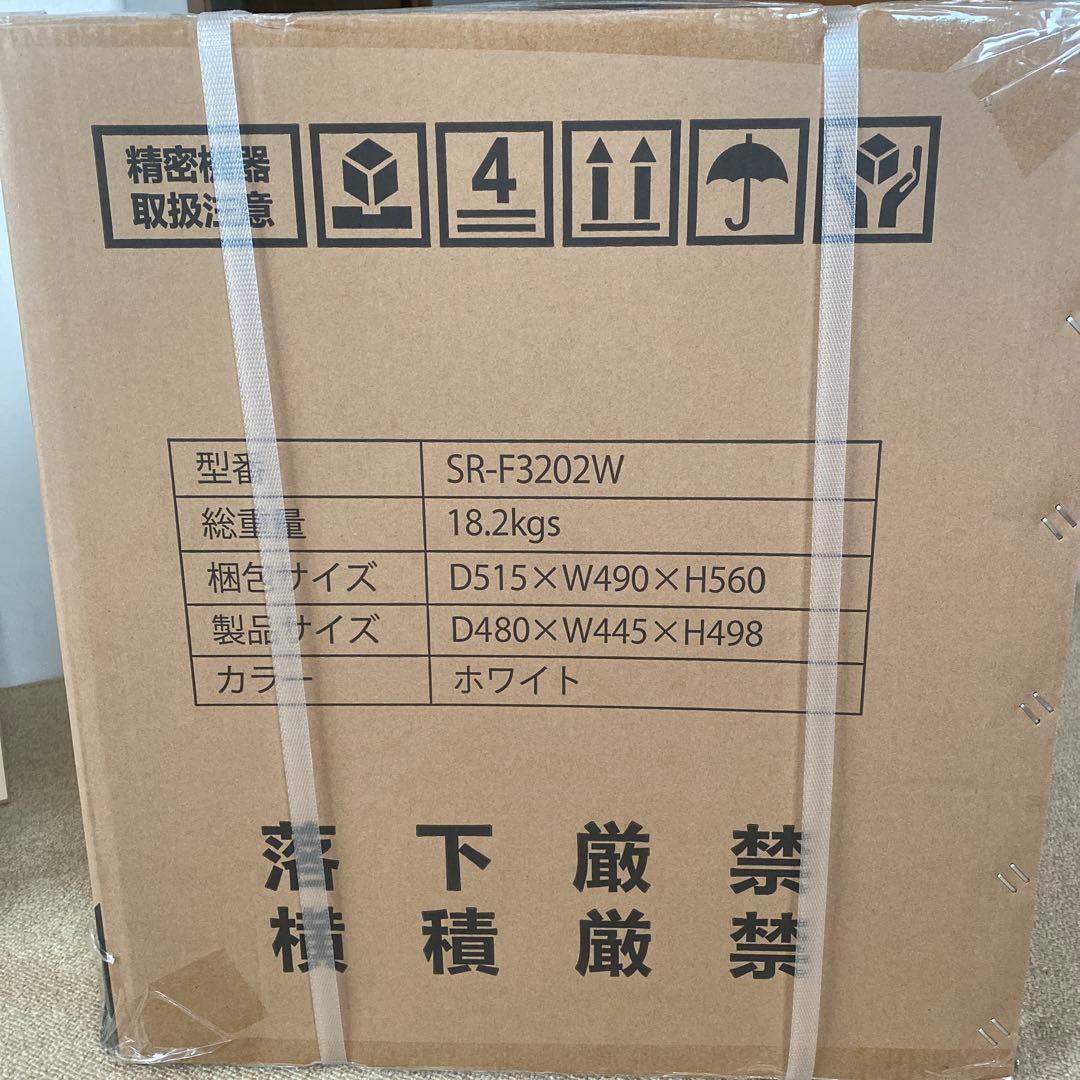 精密機器
取扱注意
4
型番 SR-F3202W
総重量 18.2kgs
梱包サイズ D515×W490×H560
製品サイズ D480×W445×H498
カラー ホワイト
落下厳禁
横積厳禁